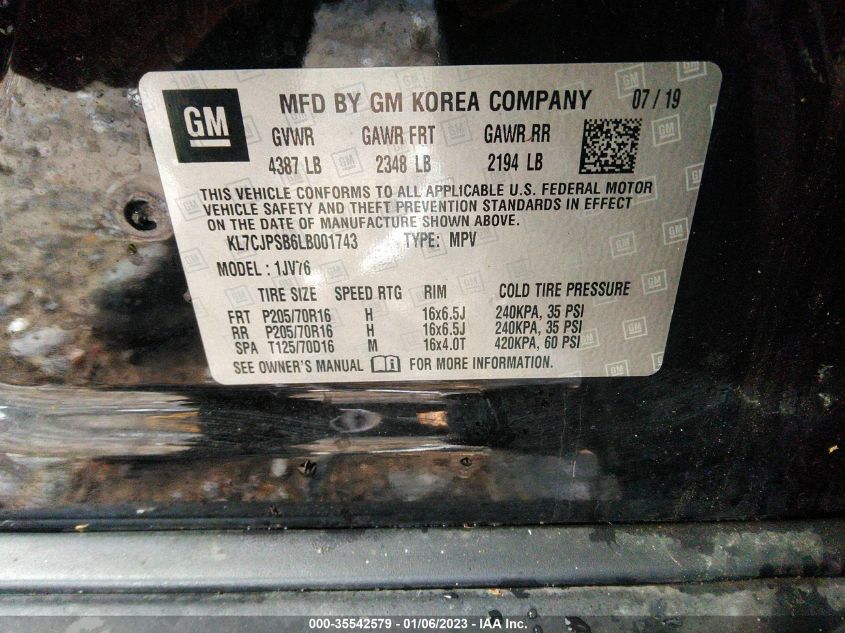 GM MFD BY GM KOREA COMPANY 07 / 19
GVWR GAWR FRT GAWR RR
4387 LB 2348 LB 2194 LB
THIS VEHICLE CONFORMS TO ALL APPLICABLE U.S. FEDERAL MOTOR
VEHICLE SAFETY AND THEFT PREVENTION STANDARDS IN EFFECT
ON THE DATE OF MANUFACTURE SHOWN ABOVE.
KL7CJPSB6LB001743 TYPE: MPV
MODEL : 1JV76
TIRE SIZE SPEED RTG RIM COLD TIRE PRESSURE
FRT P205/70R16 H 16x6.5J 240KPA, 35 PSI
RR P205/70R16 H 16x6.5J 240KPA, 35 PSI
SPA T125/70D16 M 16x4.0T 420KPA, 60 PSI
SEE OWNER'S MANUAL FOR MORE INFORMATION.
000-35542579 - 01/06/2023 - IAA Inc.